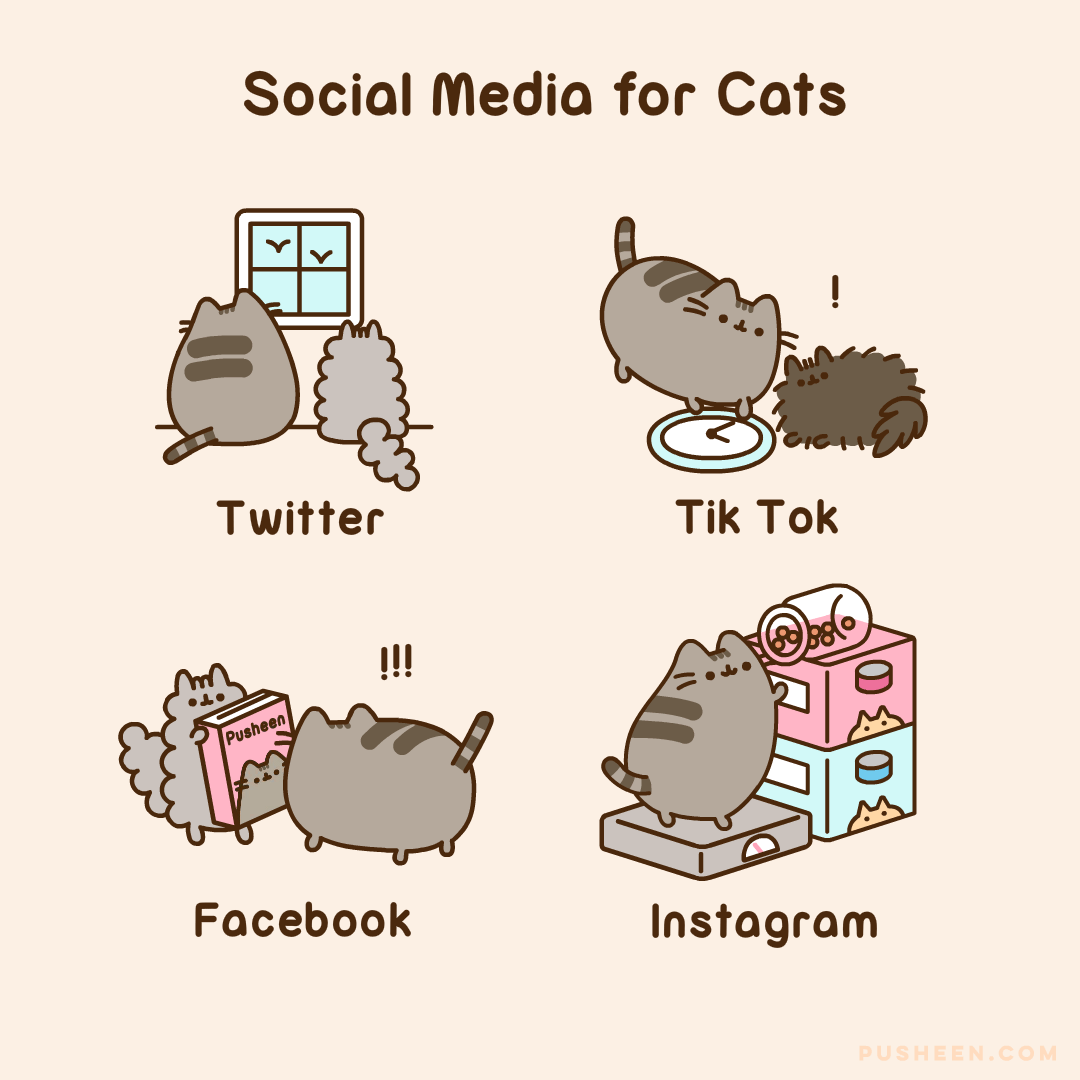 Social Media for Cats
!
Twitter
Tik Tok
!!!
Pusheen
Facebook
Instagram
PUSHEEN.COM